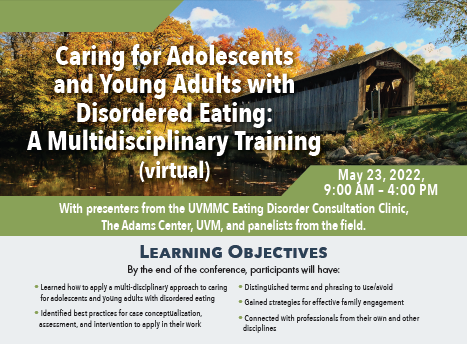 Caring for Adolescents
and Young Adults with
Disordered Eating:
A Multidisciplinary Training
(virtual)
May 23, 2022,
9:00 AM – 4:00 PM
With presenters from the UVMMC Eating Disorder Consultation Clinic,
The Adams Center, UVM, and panelists from the field.
LEARNING OBJECTIVES
By the end of the conference, participants will have:
• Learned how to apply a multi-disciplinary approach to caring
for adolescents and young adults with disordered eating
• Identified best practices for case conceptualization,
assessment, and intervention to apply in their work
• Distinguished terms and phrasing to use/avoid
• Gained strategies for effective family engagement
• Connected with professionals from their own and other
disciplines